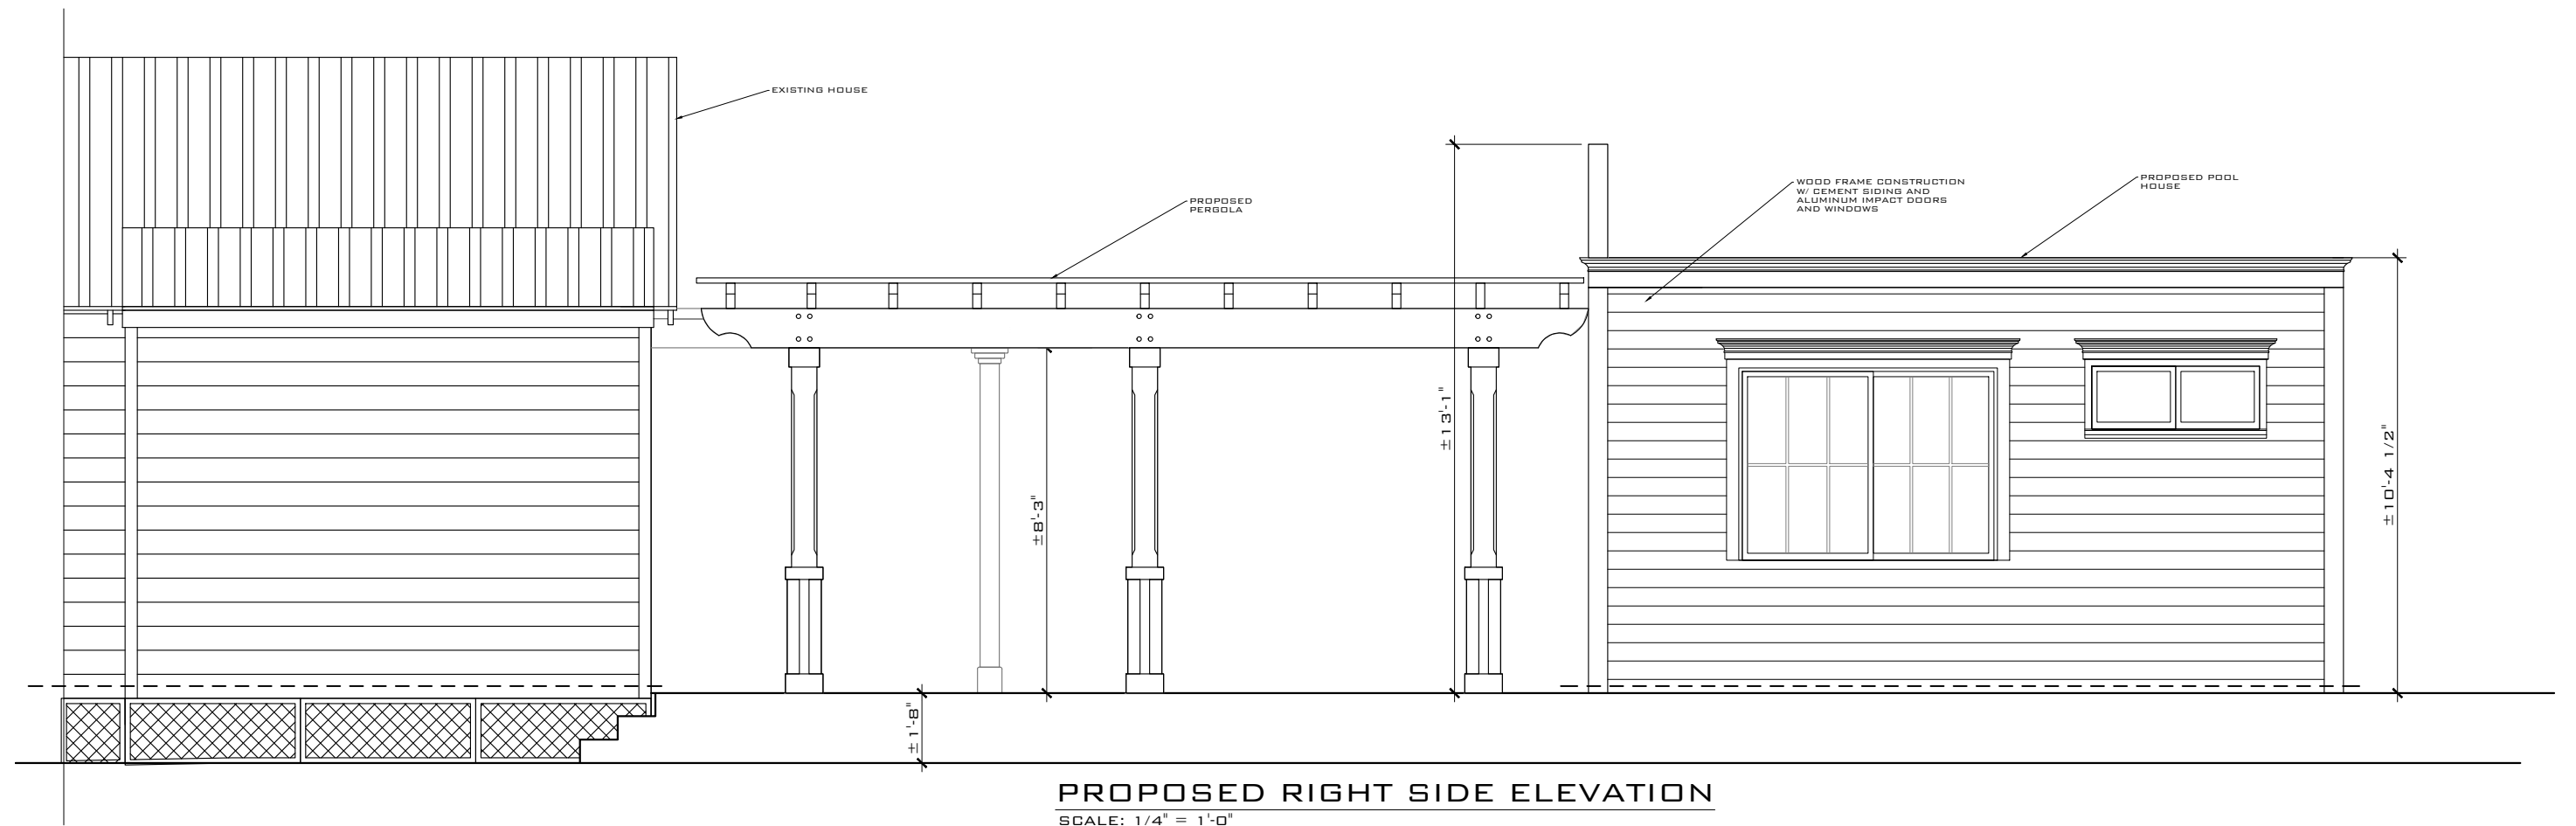 EXISTING HOUSE
PROPOSED
PERGOLA
WOOD FRAME CONSTRUCTION
W/ CEMENT SIDING AND
ALUMINUM IMPACT DOORS
AND WINDOWS
PROPOSED POOL
HOUSE
±13'-1"
±8'-3"
±10'-4 1/2"
±1'-8"
PROPOSED RIGHT SIDE ELEVATION
SCALE: 1/4" = 1'-0"